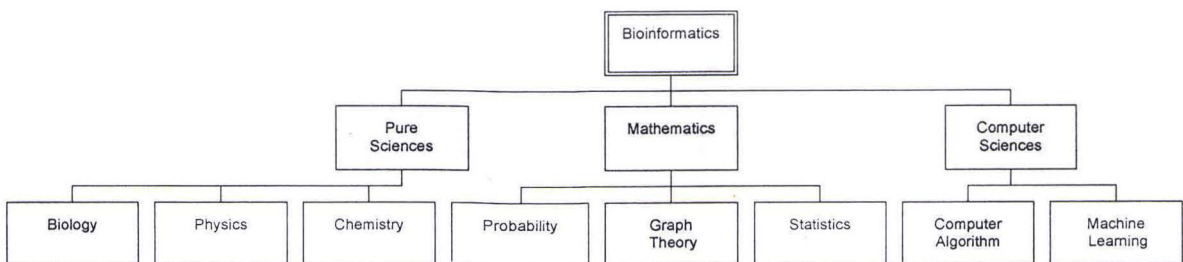 Bioinformatics
Pure
Sciences
Mathematics
Computer
Sciences
Biology
Physics
Chemistry
Probability
Graph
Theory
Statistics
Computer
Algorithm
Machine
Learning